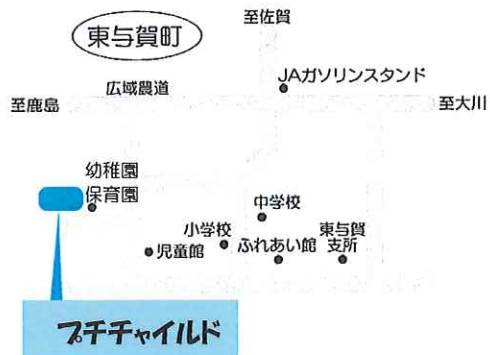 東与賀町
至佐賀
JAガソリンスタンド
広域農道
至鹿島
至大川
幼稚園
保育園
中学校
小学校
東与賀
支所
児童館
ふれあい館
プチチャイルド